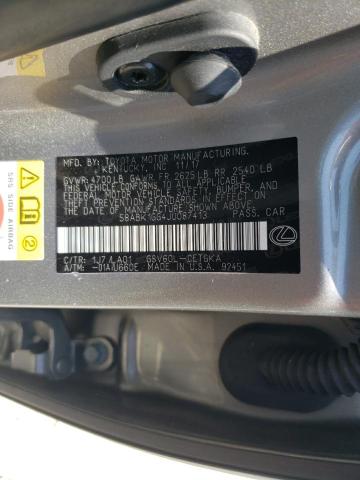 MFD. BY: TOYOTA MOTOR MANUFACTURING,
KENTUCKY, INC. 11/17
GVWR: 4700 LB GAWR FR 2675 LB RR 2540 LB
THIS VEHICLE CONFORMS TO ALL APPLICABLE
FEDERAL MOTOR VEHICLE SAFETY, BUMPER, AND
THEFT PREVENTION STANDARDS IN EFFECT ON THE
DATE OF MANUFACTURE SHOWN ABOVE.
58ABK1GG4JU087413 PASS. CAR
C/TR: 1J7/LA01 GSV60L-CETGKA
A/TM: -01A/U660E MADE IN U.S.A. 92451
SRS SIDE AIRBAG